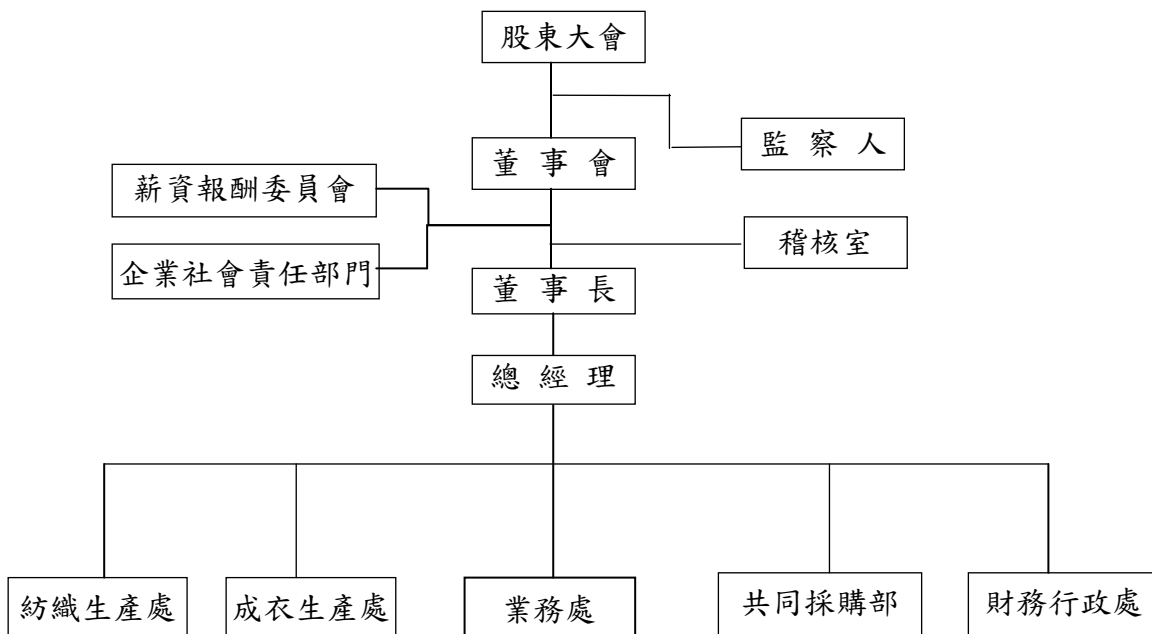 股東大會
監 察 人
董 事 會
薪資報酬委員會
稽核室
企業社會責任部門
董 事 長
總 經 理
紡織生產處
成衣生產處
業務處
共同採購部
財務行政處